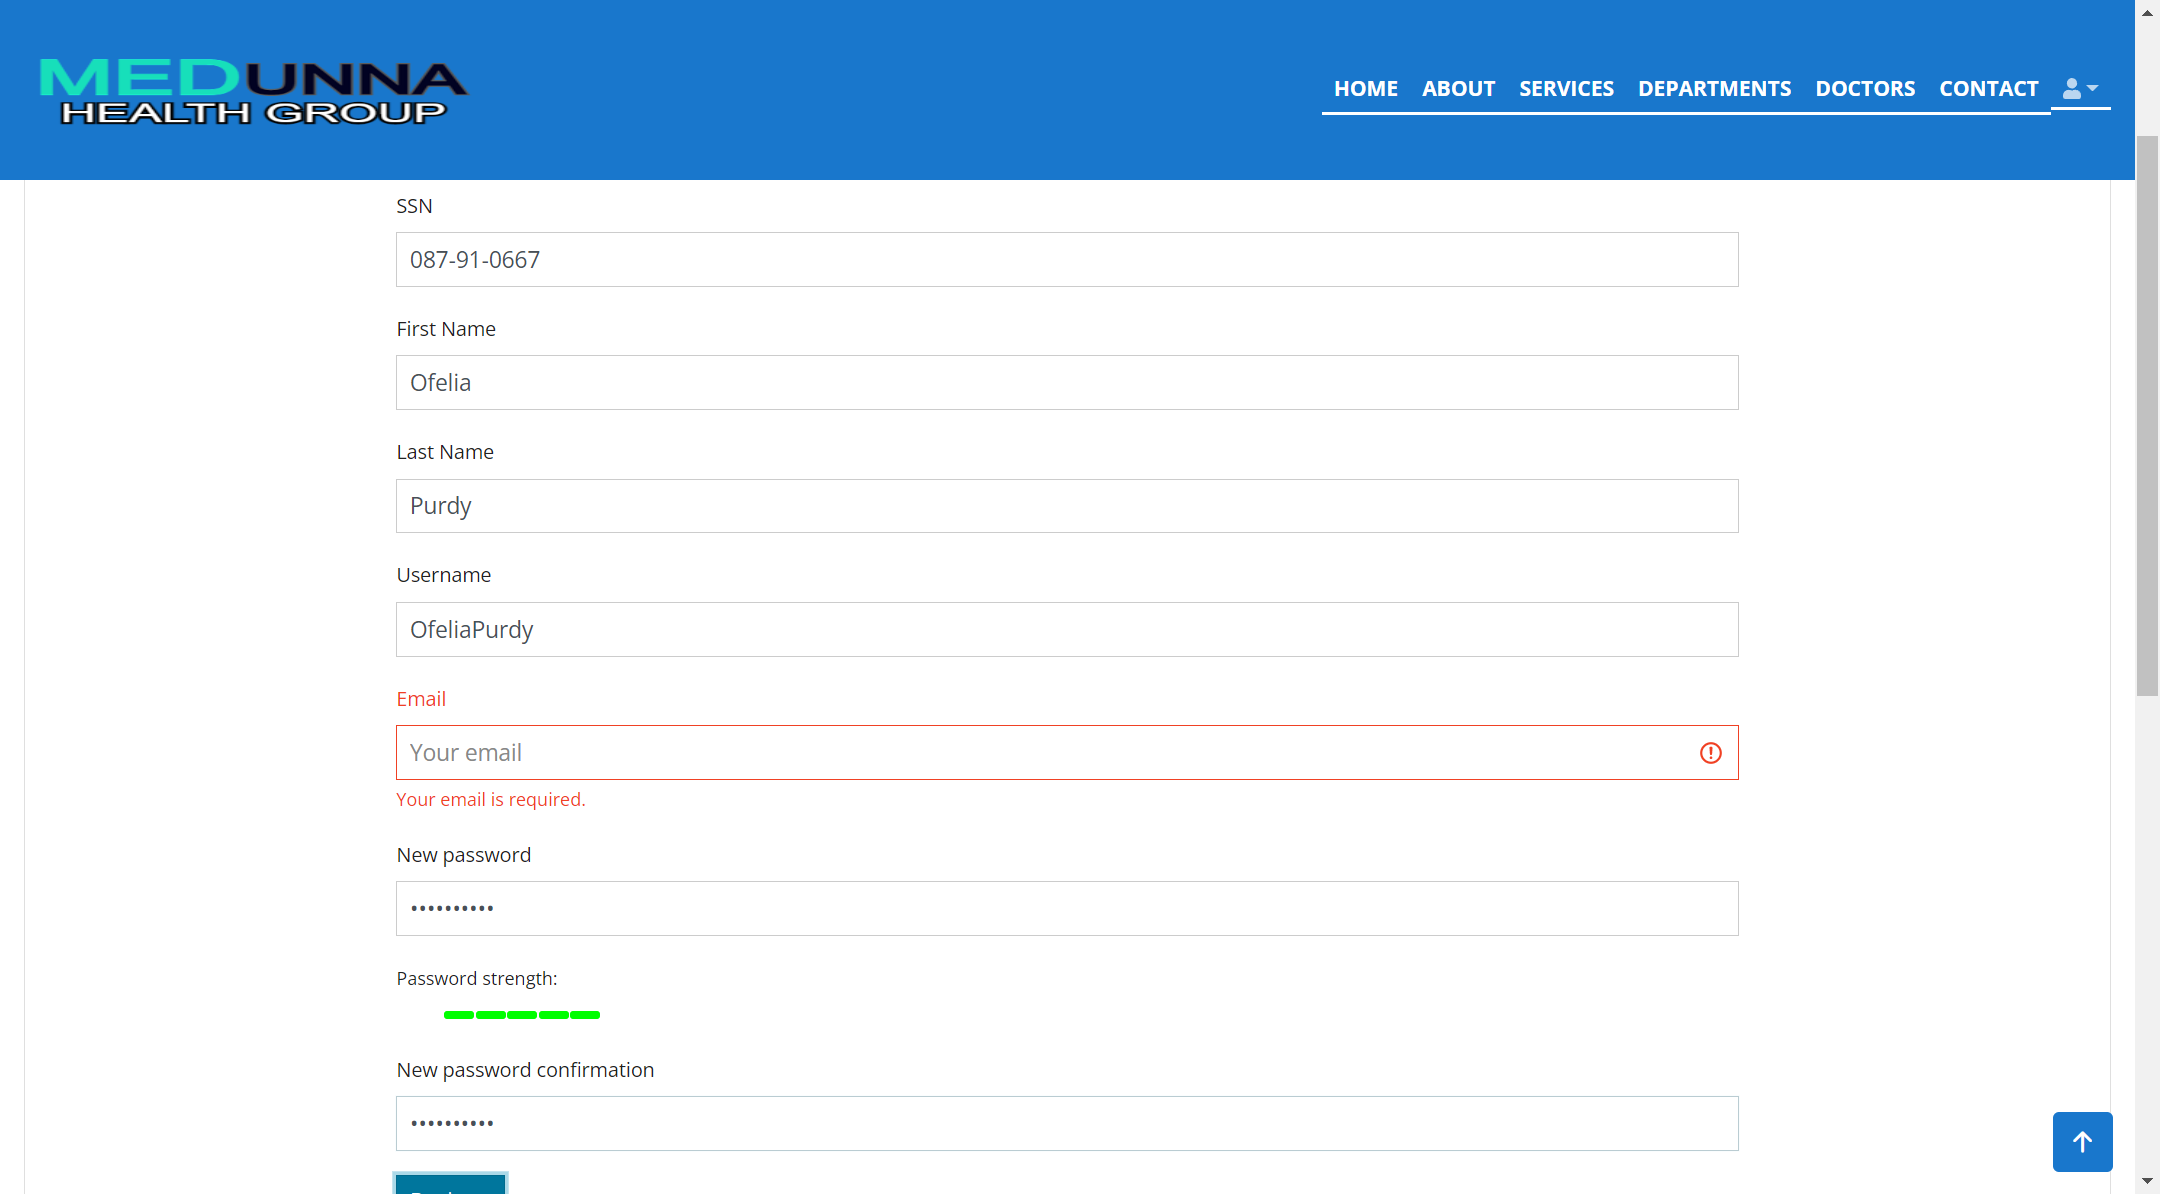 MEDUNNA
HEALTH GROUP
HOME ABOUT SERVICES DEPARTMENTS DOCTORS CONTACT
SSN
087-91-0667
First Name
Ofelia
Last Name
Purdy
Username
OfeliaPurdy
Email
Your email
Your email is required.
New password
••••••••••
Password strength:
New password confirmation
••••••••••